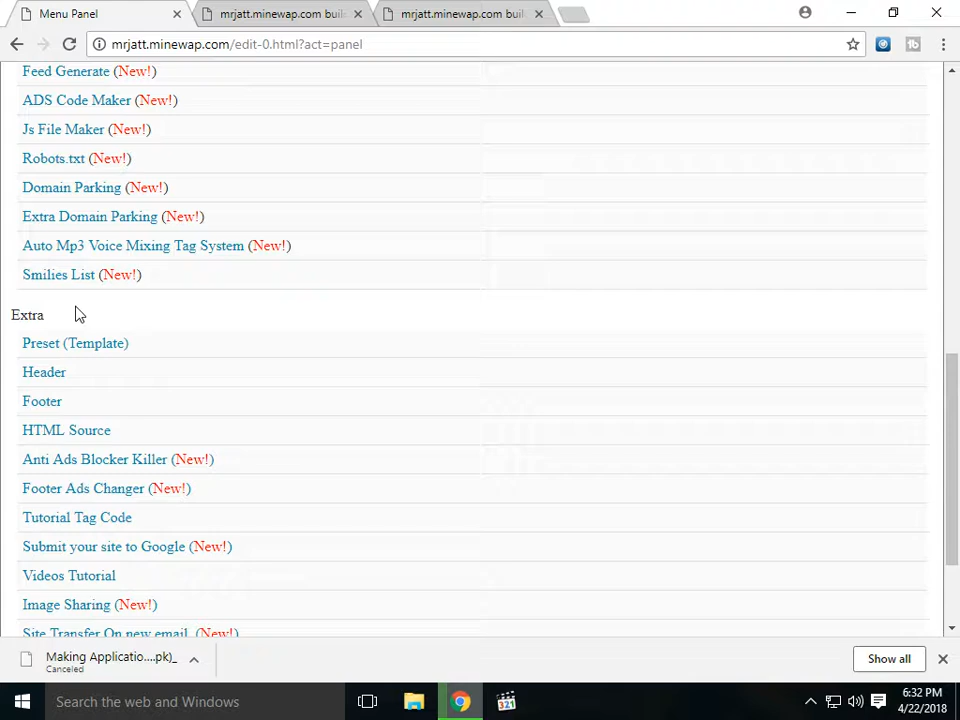 Menu Panel
mrjatt.minewap.com buil
mrjatt.minewap.com buil
mrjatt.minewap.com/edit-0.html?act=panel
Feed Generate (New!)
ADS Code Maker (New!)
Js File Maker (New!)
Robots.txt (New!)
Domain Parking (New!)
Extra Domain Parking (New!)
Auto Mp3 Voice Mixing Tag System (New!)
Smilies List (New!)
Extra
Preset (Template)
Header
Footer
HTML Source
Anti Ads Blocker Killer (New!)
Footer Ads Changer (New!)
Tutorial Tag Code
Submit your site to Google (New!)
Videos Tutorial
Image Sharing (New!)
Site Transfer On new email (New!)
Making Applicatio....pk)_
Canceled
Show all
Search the web and Windows
321
6:32 PM
4/22/2018